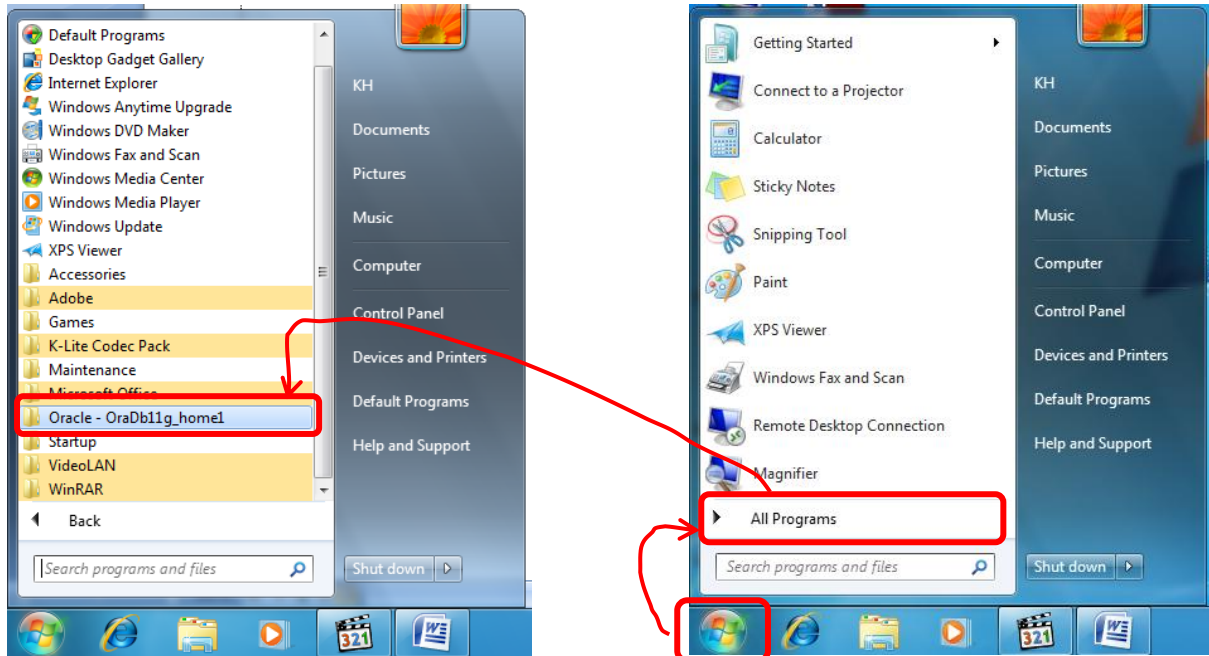 Default Programs
Desktop Gadget Gallery
Internet Explorer
Windows Anytime Upgrade
Windows DVD Maker
Windows Fax and Scan
Windows Media Center
Windows Media Player
Windows Update
XPS Viewer
Accessories
Adobe
Games
K-Lite Codec Pack
Maintenance
Microsoft Office
Oracle - OraDb11g_home1
Startup
VideoLAN
WinRAR
Back
Search programs and files
KH
Documents
Pictures
Music
Computer
Control Panel
Devices and Printers
Default Programs
Help and Support
Shut down
321
Getting Started
Connect to a Projector
Calculator
Sticky Notes
Snipping Tool
Paint
XPS Viewer
Windows Fax and Scan
Remote Desktop Connection
Magnifier
All Programs
Search programs and files
KH
Documents
Pictures
Music
Computer
Control Panel
Devices and Printers
Default Programs
Help and Support
Shut down
321